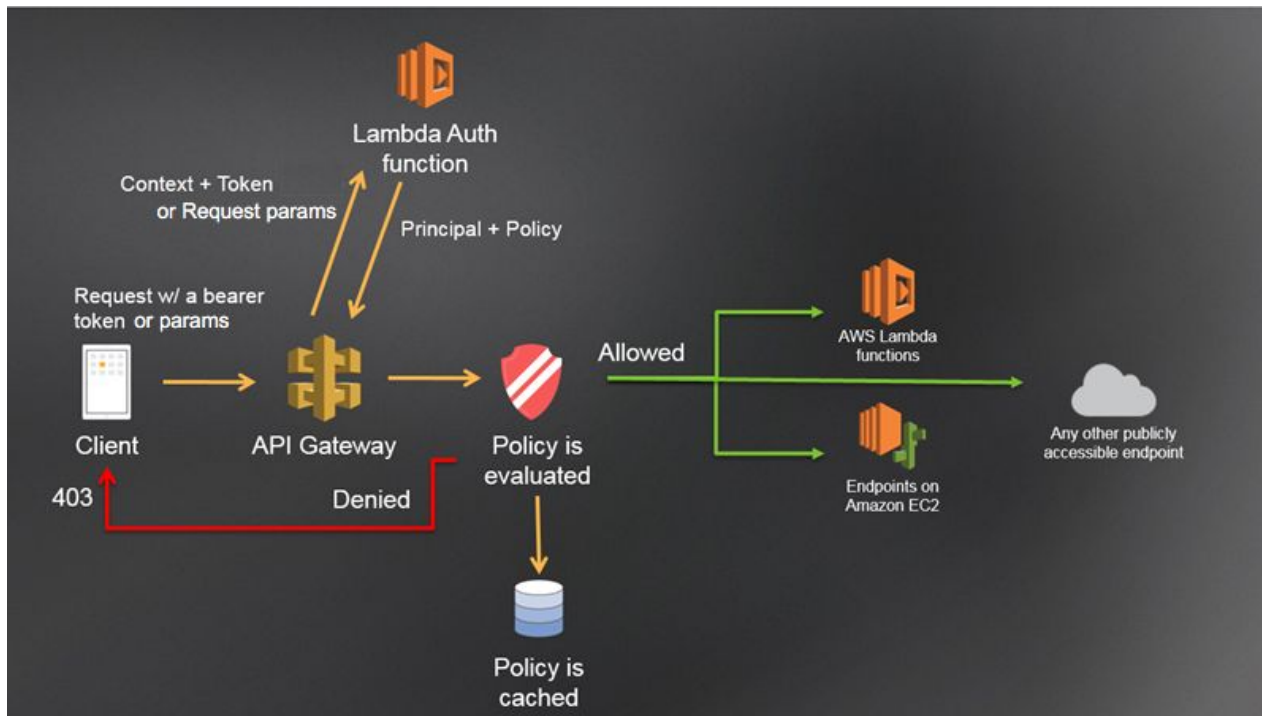 Lambda Auth
function
Context + Token
or Request params
Principal + Policy
Request w/ a bearer
token or params
Client
API Gateway
Policy is
evaluated
Allowed
AWS Lambda
functions
Any other publicly
accessible endpoint
Endpoints on
Amazon EC2
403
Denied
Policy is
cached